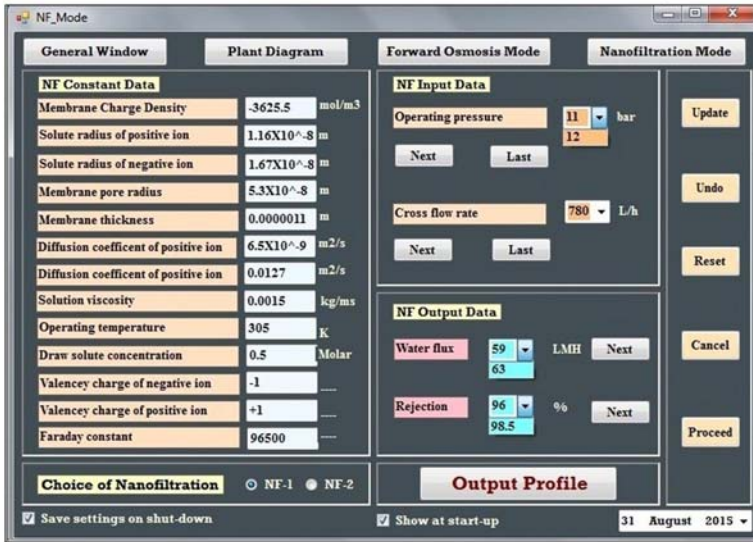 NF_Mode
General Window
Plant Diagram
Forward Osmosis Mode
Nanofiltration Mode
NF Constant Data
Membrane Charge Density -3625.5 mol/m3
Solute radius of positive ion 1.16X10^-8 m
Solute radius of negative ion 1.67X10^-8 m
Membrane pore radius 5.3X10^-8 m
Membrane thickness 0.0000011 m
Diffusion coefficent of positive ion 6.5X10^-9 m2/s
Diffusion coefficent of positive ion 0.0127 m2/s
Solution viscosity 0.0015 kg/ms
Operating temperature 305 K
Draw solute concentration 0.5 Molar
Valencey charge of negative ion -1 ----
Valencey charge of positive ion +1 ----
Faraday constant 96500 ----
NF Input Data
Operating pressure 11 bar
12
Next Last
Cross flow rate 780 L/h
Next Last
NF Output Data
Water flux 59 LMH Next
63
Rejection 96 % Next
98.5
Update
Undo
Reset
Cancel
Proceed
Choice of Nanofiltration NF-1 NF-2
Output Profile
Save settings on shut-down
Show at start-up
31 August 2015